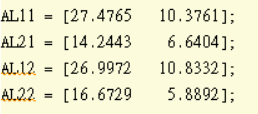 AL11 = [27.4765   10.3761];
AL21 = [14.2443    6.6404];
AL12 = [26.9972   10.8332];
AL22 = [16.6729    5.8892];